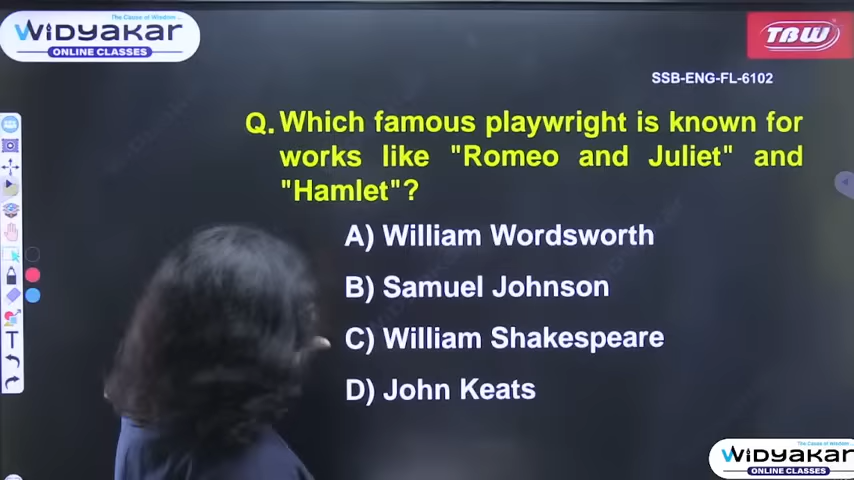 The Cause of Wisdom ...
WIDYAKAR
ONLINE CLASSES
TBW
SSB-ENG-FL-6102
Q. Which famous playwright is known for
works like "Romeo and Juliet" and
"Hamlet"?
A) William Wordsworth
B) Samuel Johnson
C) William Shakespeare
D) John Keats
T
The Cause of Wisdom ...
WIDYAKAR
ONLINE CLASSES